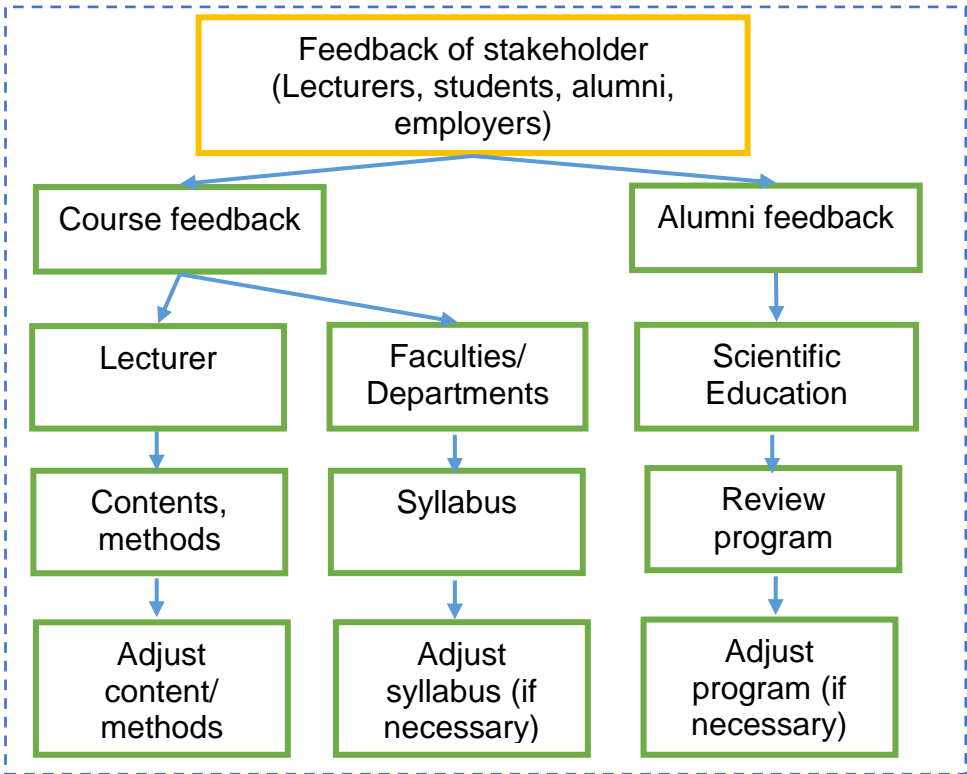 Feedback of stakeholder
(Lecturers, students, alumni,
employers)
Course feedback
Alumni feedback
Lecturer
Faculties/
Departments
Scientific
Education
Contents,
methods
Syllabus
Review
program
Adjust
content/
methods
Adjust
syllabus (if
necessary)
Adjust
program (if
necessary)